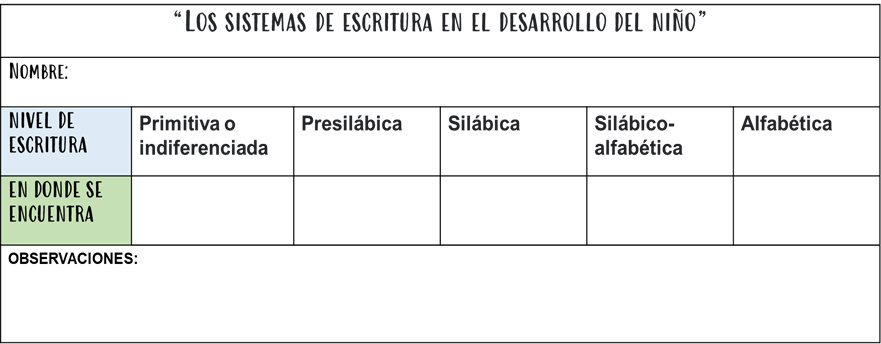 “Los sistemas de escritura en el desarrollo del niño”
Nombre:
NIVEL DE ESCRITURA
Primitiva o indiferenciada
Presilábica
Silábica
Silábico-alfabética
Alfabética
EN DONDE SE ENCUENTRA
OBSERVACIONES: